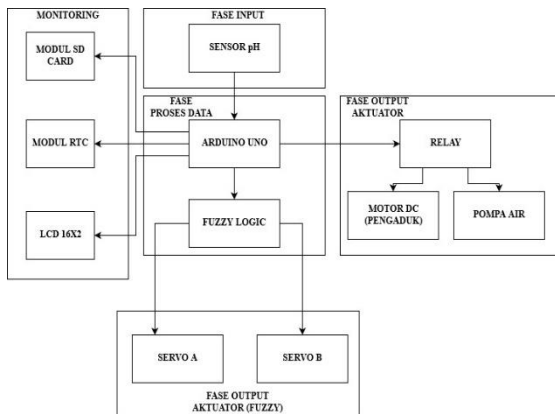 MONITORING
MODUL SD
CARD
MODUL RTC
LCD 16X2
FASE INPUT
SENSOR pH
FASE
PROSES DATA
ARDUINO UNO
FUZZY LOGIC
FASE OUTPUT
AKTUATOR
RELAY
MOTOR DC
(PENGADUK)
POMPA AIR
SERVO A
SERVO B
FASE OUTPUT
AKTUATOR (FUZZY)